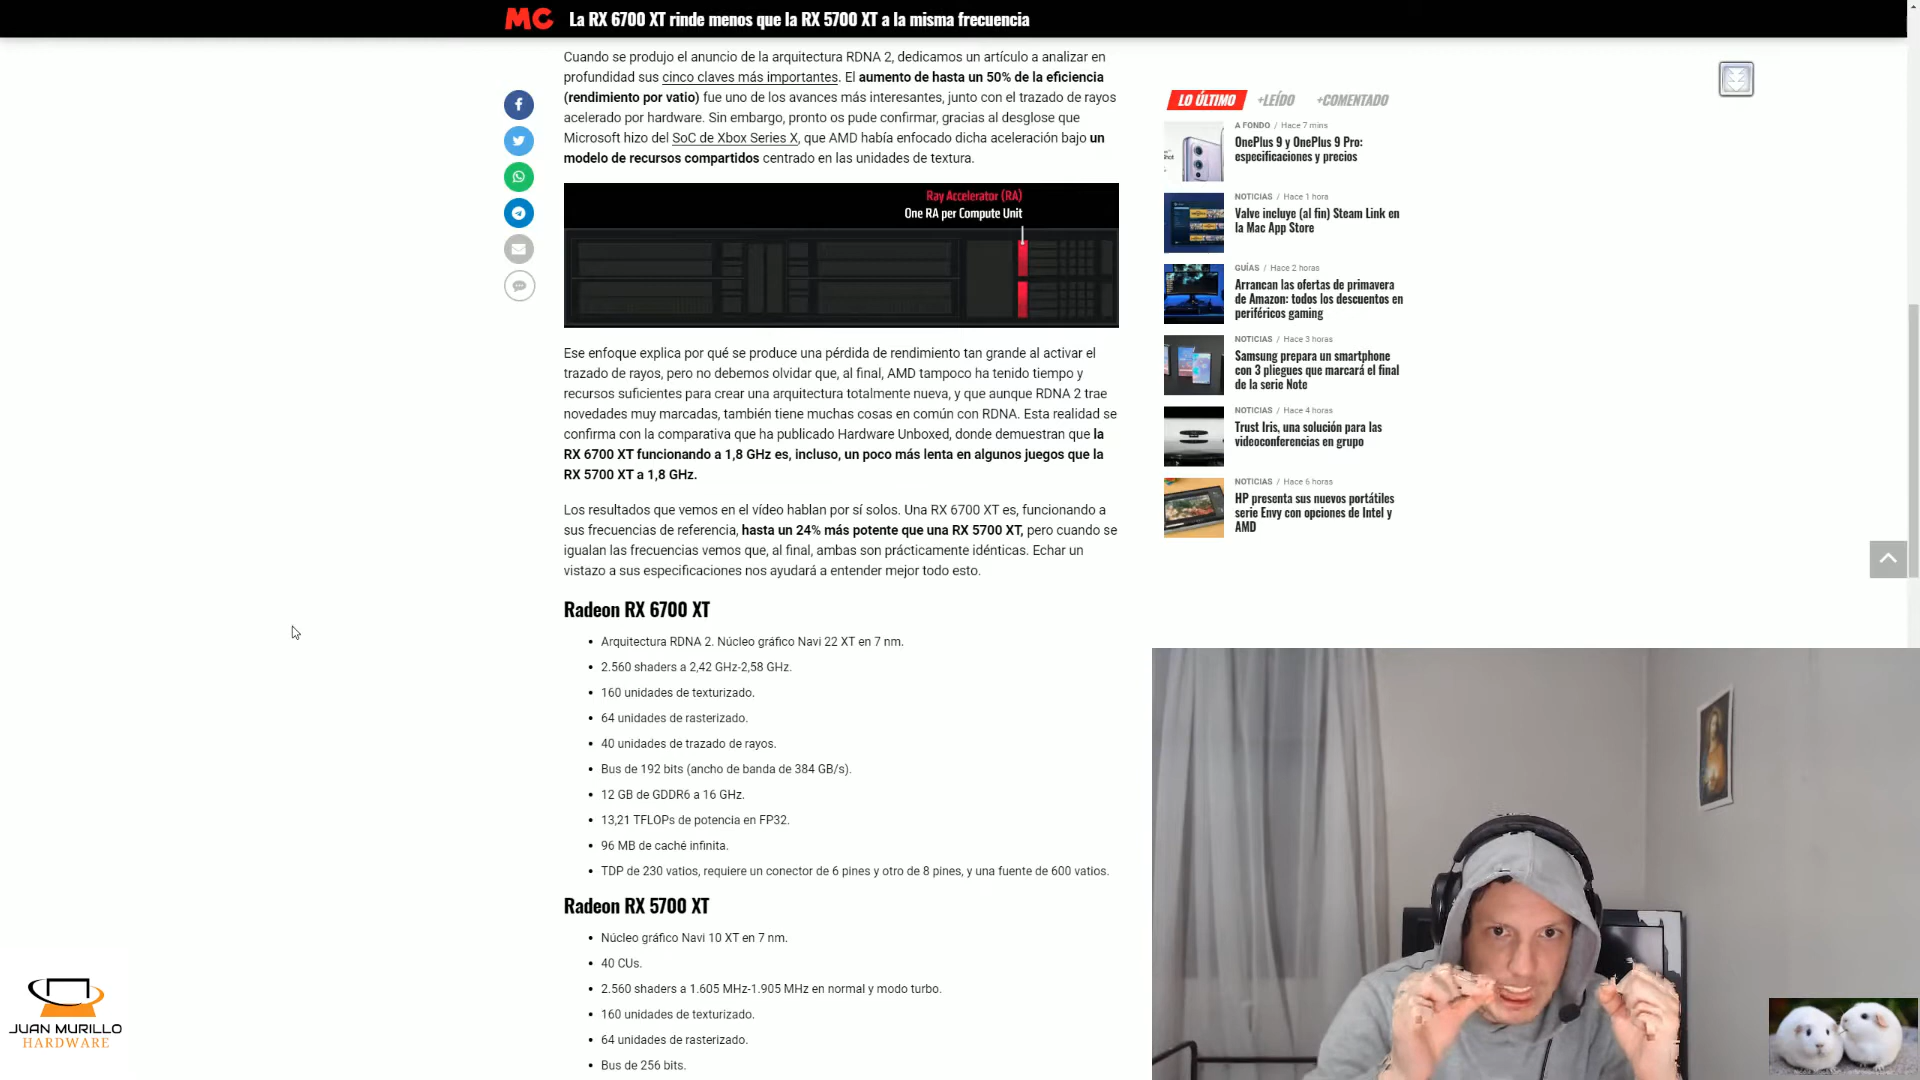 MC La RX 6700 XT rinde menos que la RX 5700 XT a la misma frecuencia
Cuando se produjo el anuncio de la arquitectura RDNA 2, dedicamos un artículo a analizar en
profundidad sus cinco claves más importantes. El aumento de hasta un 50% de la eficiencia
(rendimiento por vatio) fue uno de los avances más interesantes, junto con el trazado de rayos
acelerado por hardware. Sin embargo, pronto os pude confirmar, gracias al desglose que
Microsoft hizo del SoC de Xbox Series X, que AMD había enfocado dicha aceleración bajo un
modelo de recursos compartidos centrado en las unidades de textura.
Ray Accelerator (RA)
One RA per Compute Unit
Ese enfoque explica por qué se produce una pérdida de rendimiento tan grande al activar el
trazado de rayos, pero no debemos olvidar que, al final, AMD tampoco ha tenido tiempo y
recursos suficientes para crear una arquitectura totalmente nueva, y que aunque RDNA 2 trae
novedades muy marcadas, también tiene muchas cosas en común con RDNA. Esta realidad se
confirma con la comparativa que ha publicado Hardware Unboxed, donde demuestran que la
RX 6700 XT funcionando a 1,8 GHz es, incluso, un poco más lenta en algunos juegos que la
RX 5700 XT a 1,8 GHz.
Los resultados que vemos en el vídeo hablan por sí solos. Una RX 6700 XT es, funcionando a
sus frecuencias de referencia, hasta un 24% más potente que una RX 5700 XT, pero cuando se
igualan las frecuencias vemos que, al final, ambas son prácticamente idénticas. Echar un
vistazo a sus especificaciones nos ayudará a entender mejor todo esto.
Radeon RX 6700 XT
• Arquitectura RDNA 2. Núcleo gráfico Navi 22 XT en 7 nm.
• 2.560 shaders a 2,42 GHz-2,58 GHz.
• 160 unidades de texturizado.
• 64 unidades de rasterizado.
• 40 unidades de trazado de rayos.
• Bus de 192 bits (ancho de banda de 384 GB/s).
• 12 GB de GDDR6 a 16 GHz.
• 13,21 TFLOPs de potencia en FP32.
• 96 MB de caché infinita.
• TDP de 230 vatios, requiere un conector de 6 pines y otro de 8 pines, y una fuente de 600 vatios.
Radeon RX 5700 XT
• Núcleo gráfico Navi 10 XT en 7 nm.
• 40 CUs.
• 2.560 shaders a 1.605 MHz-1.905 MHz en normal y modo turbo.
• 160 unidades de texturizado.
• 64 unidades de rasterizado.
• Bus de 256 bits.
LO ÚLTIMO +LEÍDO +COMENTADO
A FONDO / Hace 7 mins
OnePlus 9 y OnePlus 9 Pro:
especificaciones y precios
NOTICIAS / Hace 1 hora
Valve incluye (al fin) Steam Link en
la Mac App Store
GUÍAS / Hace 2 horas
Arrancan las ofertas de primavera
de Amazon: todos los descuentos en
periféricos gaming
NOTICIAS / Hace 3 horas
Samsung prepara un smartphone
con 3 pliegues que marcará el final
de la serie Note
NOTICIAS / Hace 4 horas
Trust Iris, una solución para las
videoconferencias en grupo
NOTICIAS / Hace 6 horas
HP presenta sus nuevos portátiles
serie Envy con opciones de Intel y
AMD
JUAN MURILLO
HARDWARE